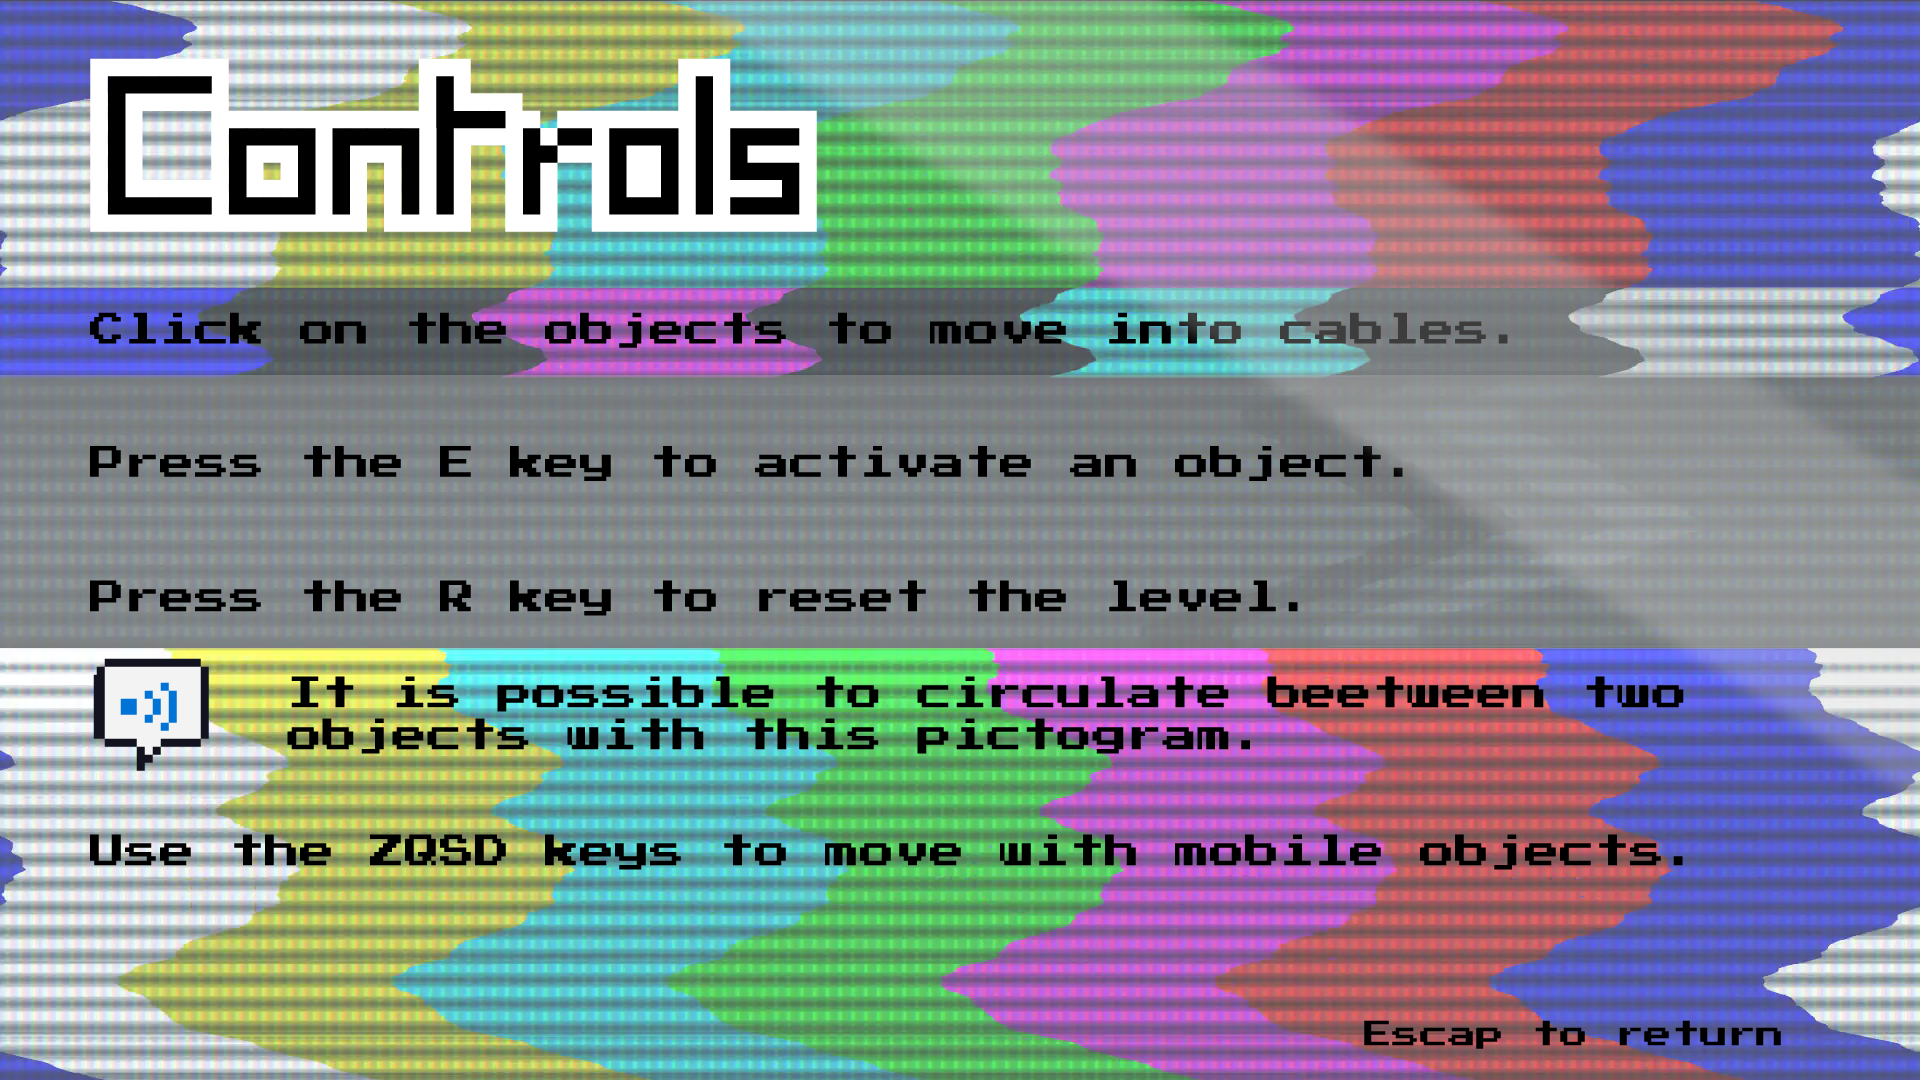 Controls
Click on the objects to move into cables.
Press the E key to activate an object.
Press the R key to reset the level.
It is possible to circulate beetween two
objects with this pictogram.
Use the ZQSD keys to move with mobile objects.
Escap to return